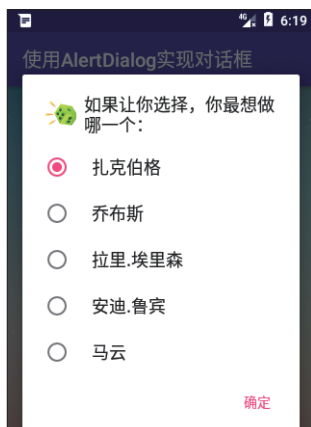 4G 6:19
使用AlertDialog实现对话框
如果让你选择，你最想做
哪一个：
扎克伯格
乔布斯
拉里.埃里森
安迪.鲁宾
马云
确定